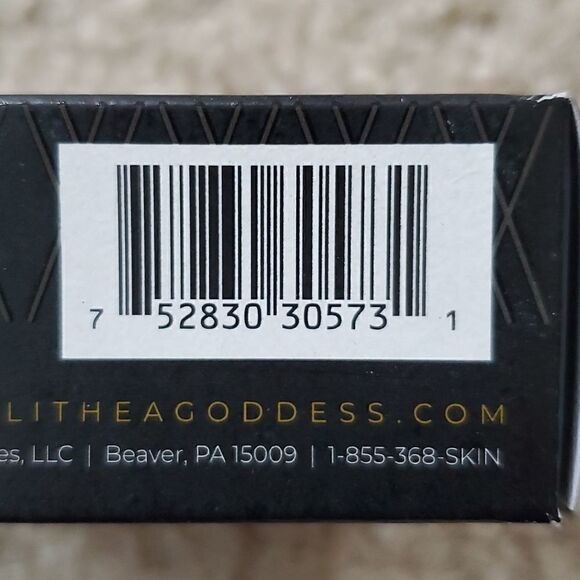 7 52830 30573 1
LITHEAGODDESS.COM
es, LLC | Beaver, PA 15009 | 1-855-368-SKIN